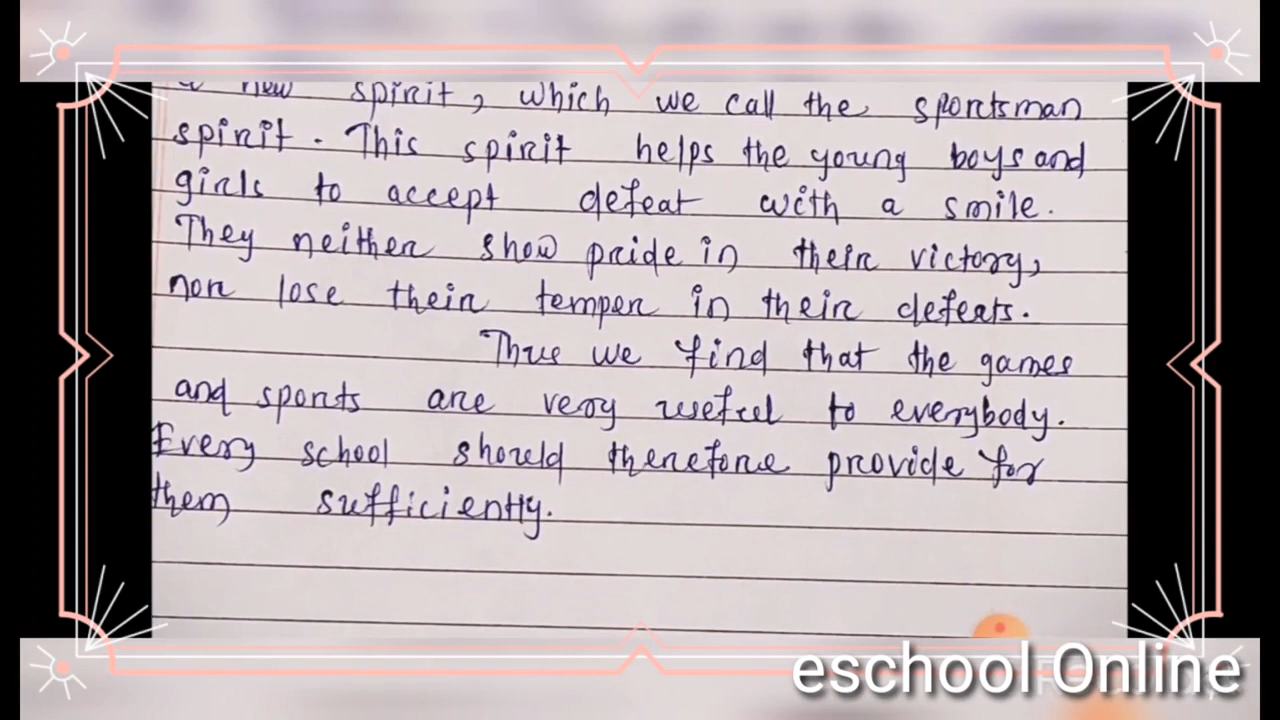 a new spirit, which we call the sportsman
spirit. This spirit helps the young boys and
girls to accept defeat with a smile.
They neither show pride in their victory,
nor lose their temper in their defeats.
Thus we find that the games
and sports are very useful to everybody.
Every school should therefore provide for
them sufficiently.
eschool Online